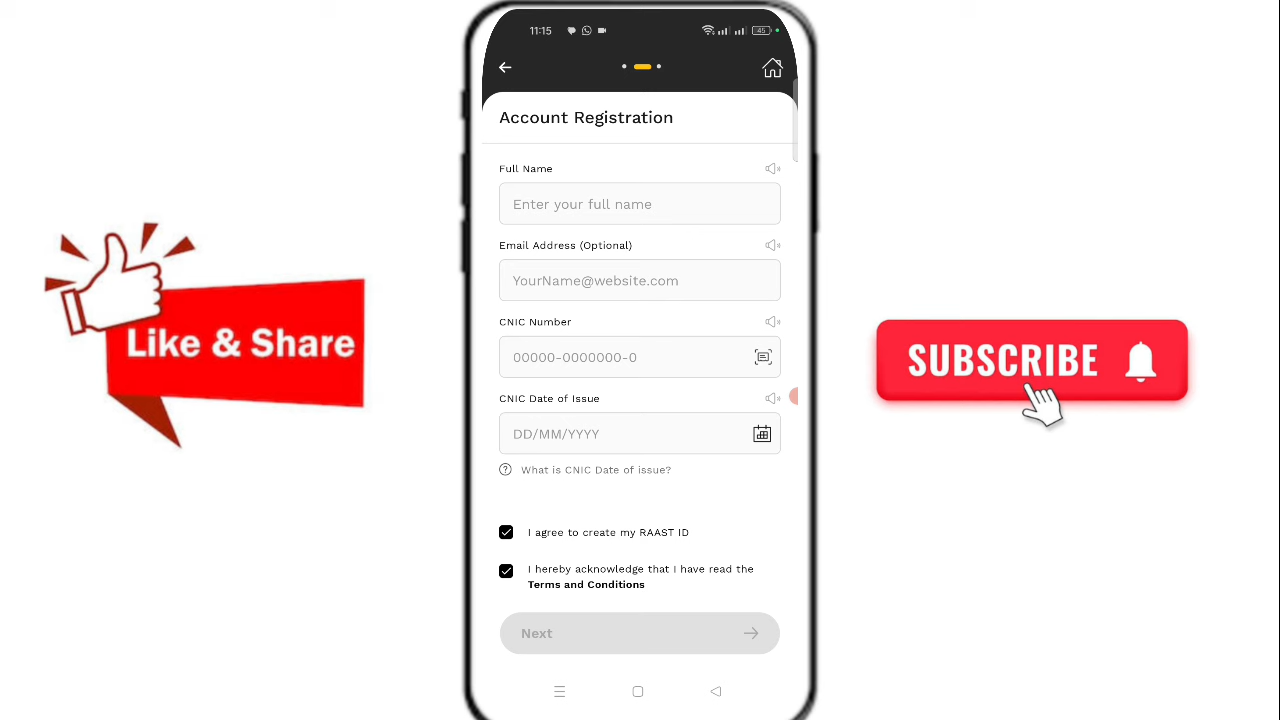 11:15
45
Account Registration
Full Name
Enter your full name
Email Address (Optional)
YourName@website.com
CNIC Number
00000-0000000-0
CNIC Date of Issue
DD/MM/YYYY
What is CNIC Date of issue?
I agree to create my RAAST ID
I hereby acknowledge that I have read the
Terms and Conditions
Next
Like & Share
SUBSCRIBE